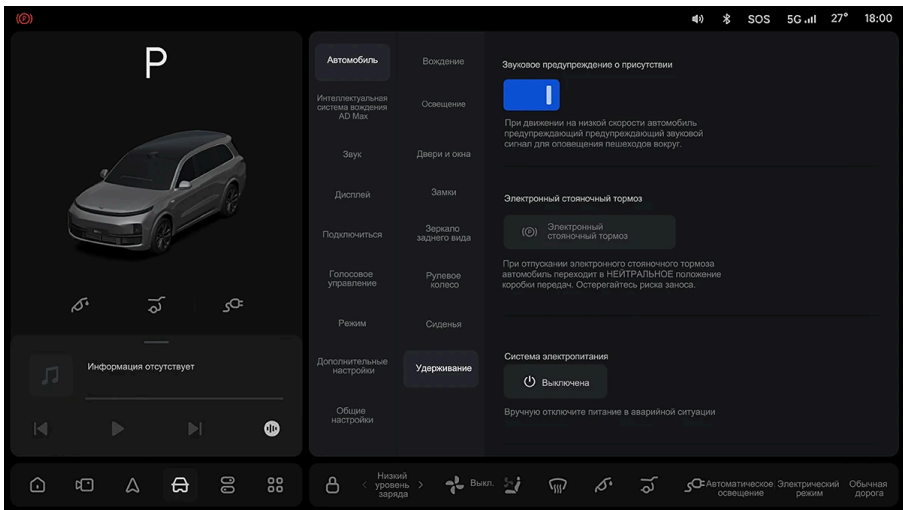 (P)
SOS
5G
27°
18:00
P
Информация отсутствует
Автомобиль
Интеллектуальная
система вождения
AD Max
Звук
Дисплей
Подключиться
Голосовое
управление
Режим
Дополнительные
настройки
Общие
настройки
Вождение
Освещение
Двери и окна
Замки
Зеркало
заднего вида
Рулевое
колесо
Сиденья
Удерживание
Звуковое предупреждение о присутствии
При движении на низкой скорости автомобиль
предупреждающий предупреждающий звуковой
сигнал для оповещения пешеходов вокруг.
Электронный стояночный тормоз
(P) Электронный
стояночный тормоз
При отпускании электронного стояночного тормоза
автомобиль переходит в НЕЙТРАЛЬНОЕ положение
коробки передач. Остерегайтесь риска заноса.
Система электропитания
Выключена
Вручную отключите питание в аварийной ситуации
Низкий
уровень
заряда
Выкл.
Автоматическое
освещение
Электрический
режим
Обычная
дорога